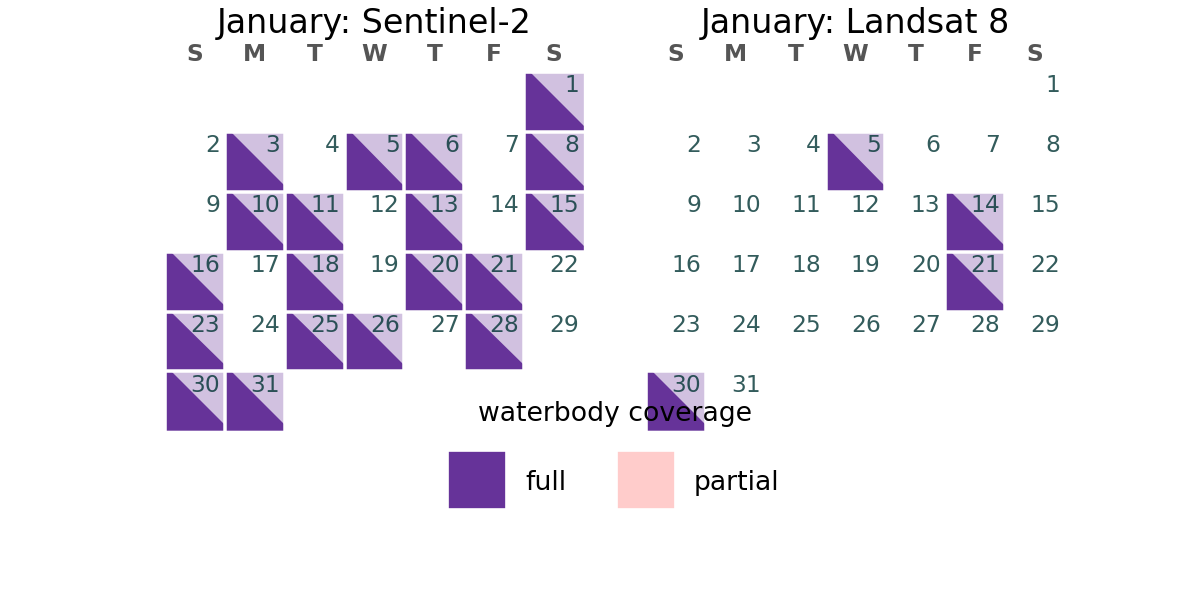 January: Sentinel-2
S M T W T F S
1
2 3 4 5 6 7 8
9 10 11 12 13 14 15
16 17 18 19 20 21 22
23 24 25 26 27 28 29
30 31
January: Landsat 8
S M T W T F S
1
2 3 4 5 6 7 8
9 10 11 12 13 14 15
16 17 18 19 20 21 22
23 24 25 26 27 28 29
30 31
waterbody coverage
full
partial